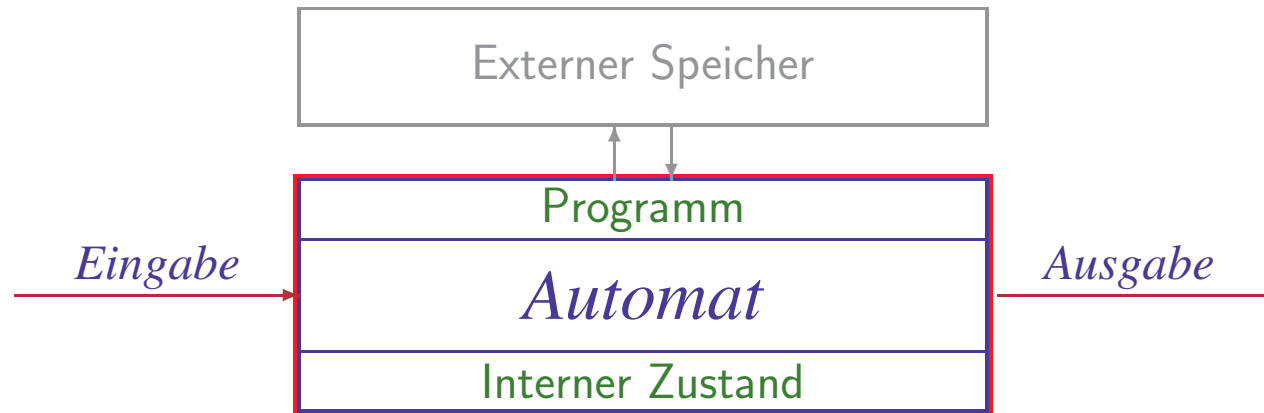 Externer Speicher
Programm
Eingabe
Automat
Ausgabe
Interner Zustand